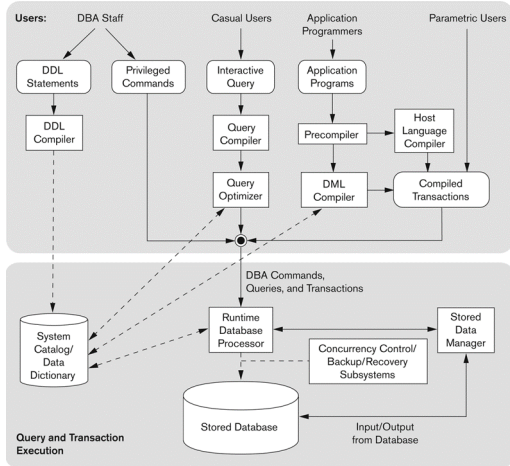 Users:
DBA Staff
Casual Users
Application
Programmers
Parametric Users
DDL
Statements
Privileged
Commands
Interactive
Query
Application
Programs
DDL
Compiler
Query
Compiler
Precompiler
Host
Language
Compiler
Query
Optimizer
DML
Compiler
Compiled
Transactions
DBA Commands,
Queries, and Transactions
System
Catalog/
Data
Dictionary
Runtime
Database
Processor
Stored
Data
Manager
Concurrency Control/
Backup/Recovery
Subsystems
Stored Database
Input/Output
from Database
Query and Transaction
Execution